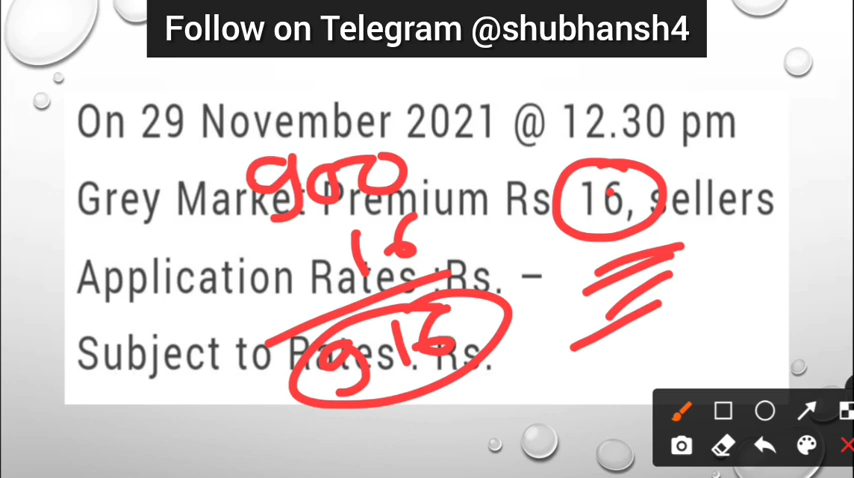 Follow on Telegram @shubhansh4
On 29 November 2021 @ 12.30 pm
900
Grey Market Premium Rs 16, sellers
16
Application Rates :Rs. –
916
Subject to Rates : Rs.